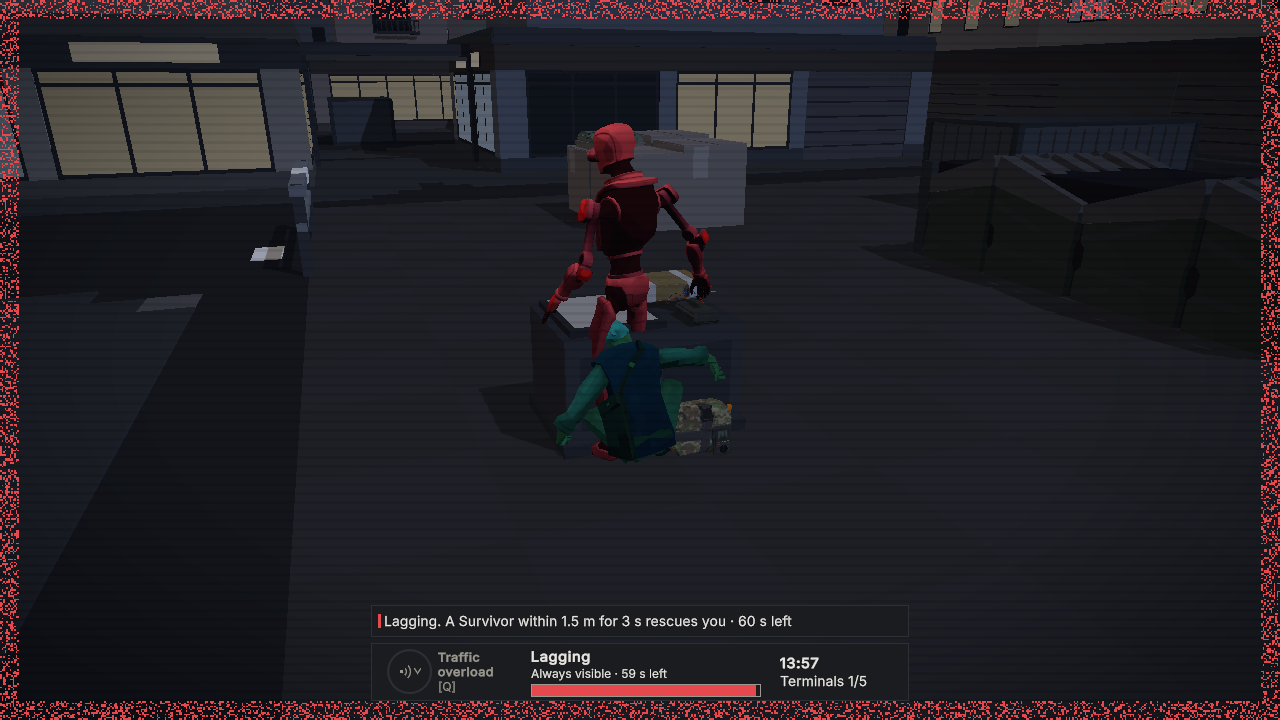 Lagging. A Survivor within 1.5 m for 3 s rescues you · 60 s left
Traffic
overload
[Q]
Lagging
Always visible · 59 s left
13:57
Terminals 1/5